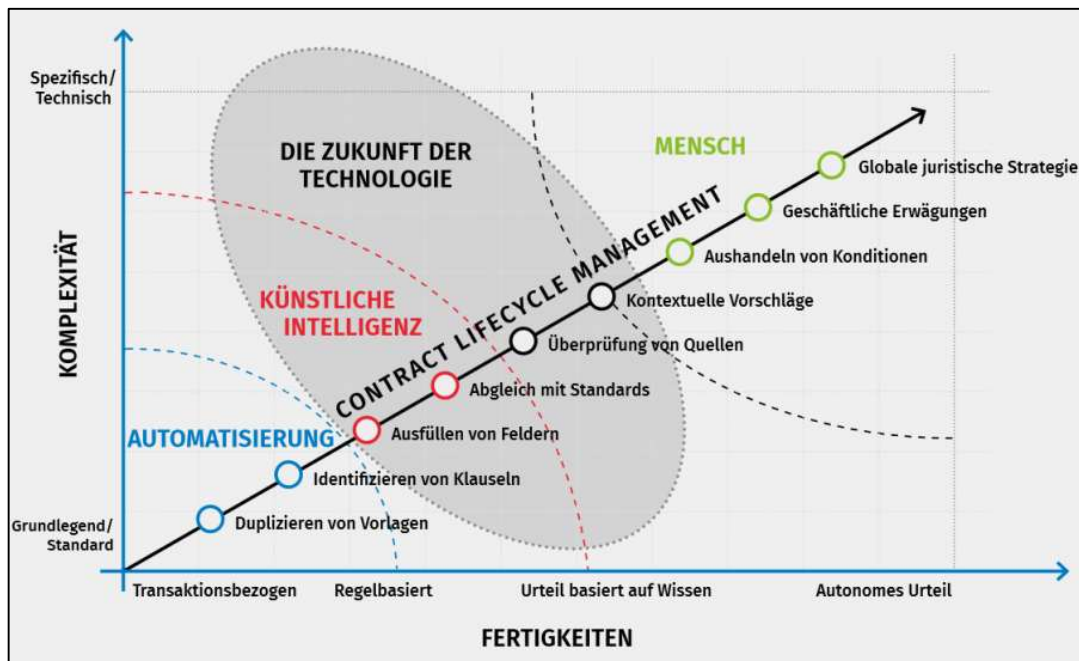 Spezifisch/
Technisch
DIE ZUKUNFT DER
TECHNOLOGIE
MENSCH
Globale juristische Strategie
Geschäftliche Erwägungen
Aushandeln von Konditionen
KOMPLEXITÄT
KÜNSTLICHE
INTELLIGENZ
CONTRACT LIFECYCLE MANAGEMENT
Kontextuelle Vorschläge
Überprüfung von Quellen
Abgleich mit Standards
AUTOMATISIERUNG
Ausfüllen von Feldern
Identifizieren von Klauseln
Duplizieren von Vorlagen
Grundlegend/
Standard
Transaktionsbezogen
Regelbasiert
Urteil basiert auf Wissen
Autonomes Urteil
FERTIGKEITEN